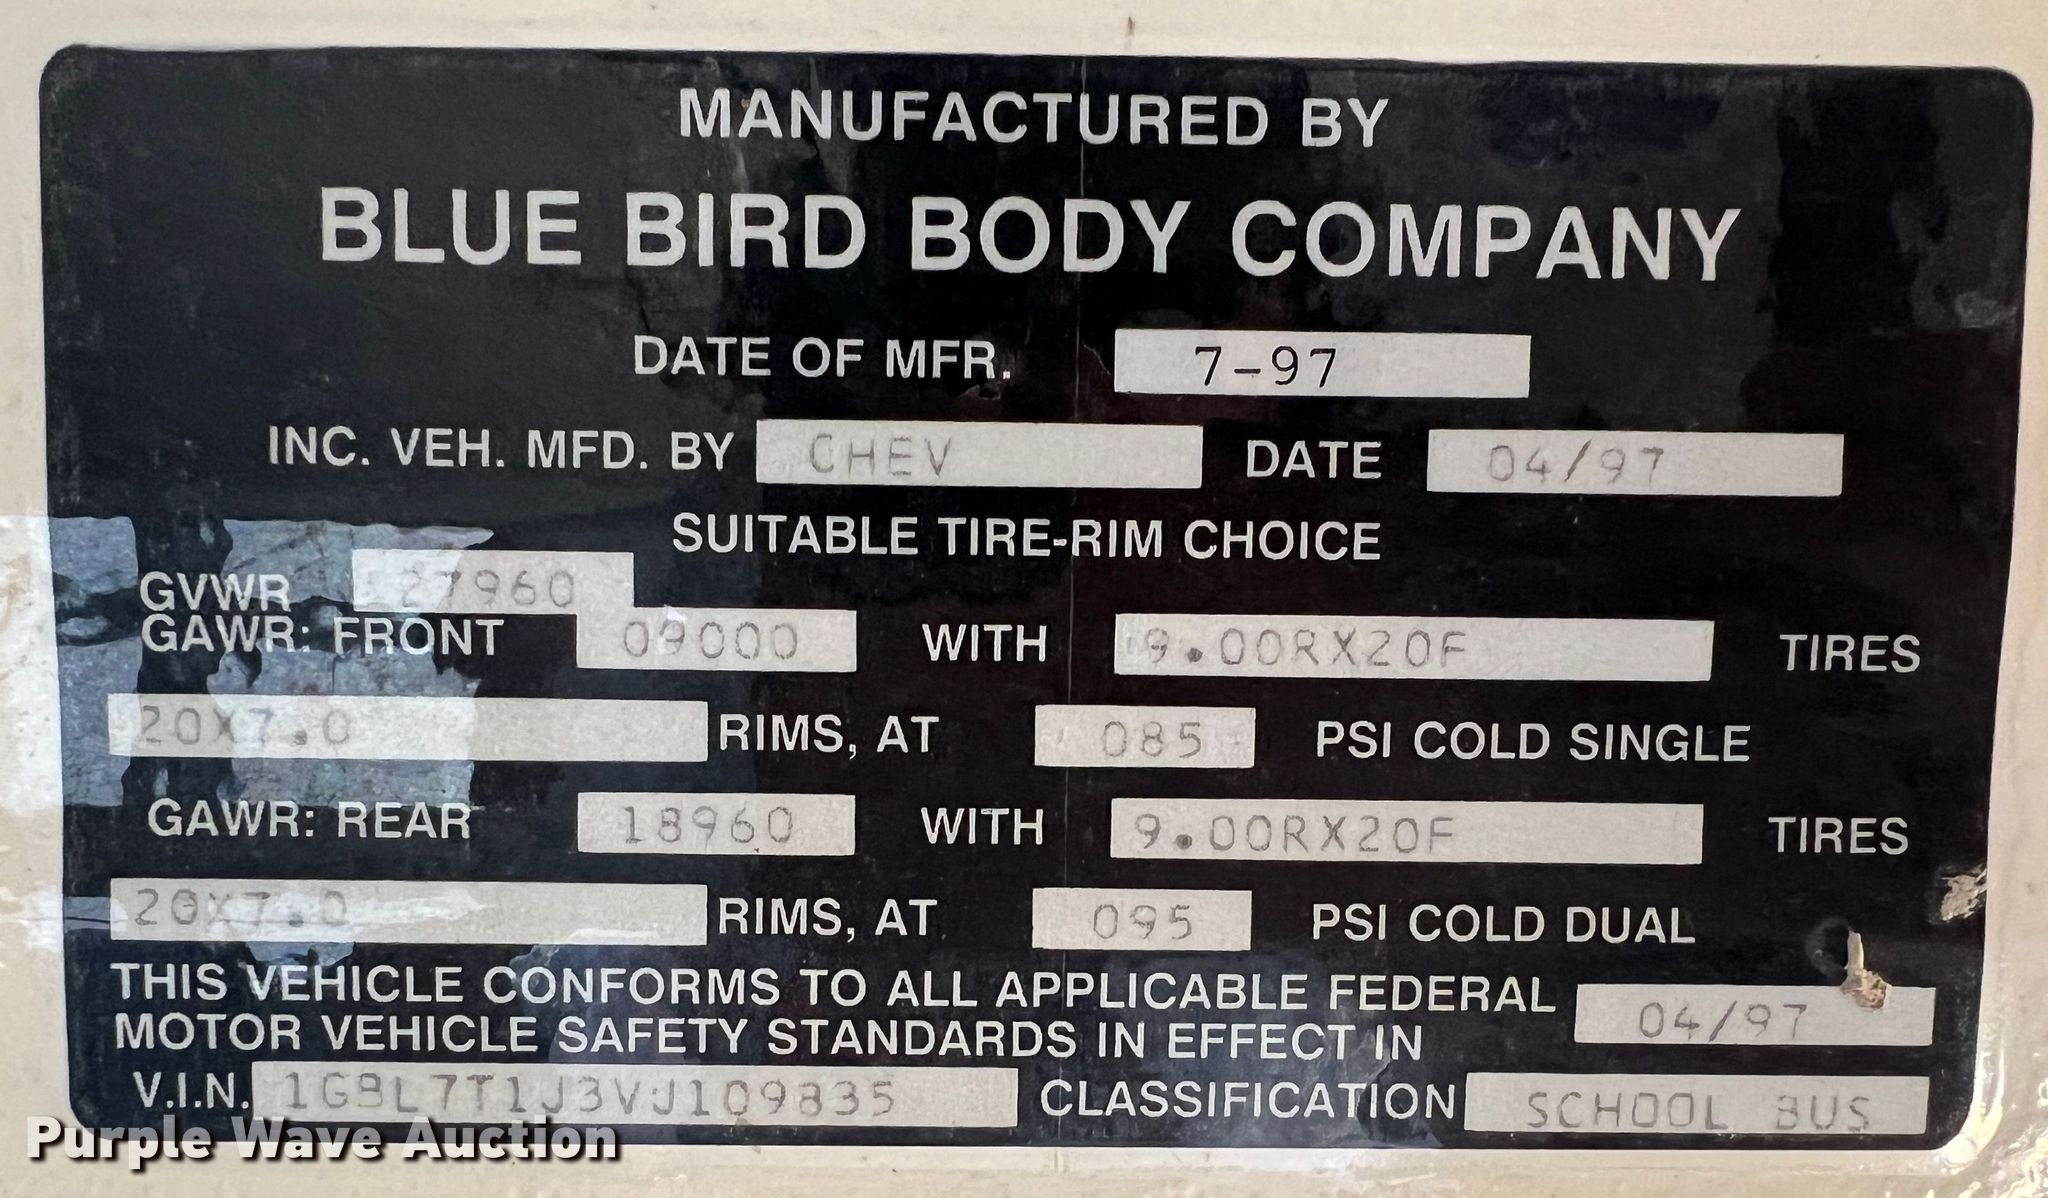 MANUFACTURED BY
BLUE BIRD BODY COMPANY
DATE OF MFR. 7-97
INC. VEH. MFD. BY CHEV DATE 04/97
SUITABLE TIRE-RIM CHOICE
GVWR 27960
GAWR: FRONT 09000 WITH 9.00RX20F TIRES
20X7.0 RIMS, AT 085 PSI COLD SINGLE
GAWR: REAR 18960 WITH 9.00RX20F TIRES
20X7.0 RIMS, AT 095 PSI COLD DUAL
THIS VEHICLE CONFORMS TO ALL APPLICABLE FEDERAL
MOTOR VEHICLE SAFETY STANDARDS IN EFFECT IN 04/97
V.I.N. 1GBL7T1J3VJ109835 CLASSIFICATION SCHOOL BUS
Purple Wave Auction